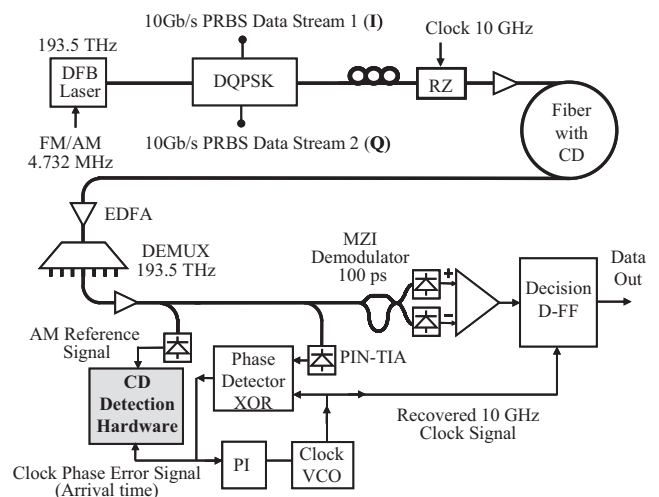 10Gb/s PRBS Data Stream 1 (I)
Clock 10 GHz
193.5 THz
DFB
Laser
DQPSK
RZ
FM/AM
4.732 MHz
10Gb/s PRBS Data Stream 2 (Q)
Fiber
with
CD
EDFA
DEMUX
193.5 THz
MZI
Demodulator
100 ps
+
−
Decision
D-FF
Data
Out
AM Reference
Signal
PIN-TIA
CD
Detection
Hardware
Phase
Detector
XOR
Recovered 10 GHz
Clock Signal
Clock Phase Error Signal
(Arrival time)
PI
Clock
VCO